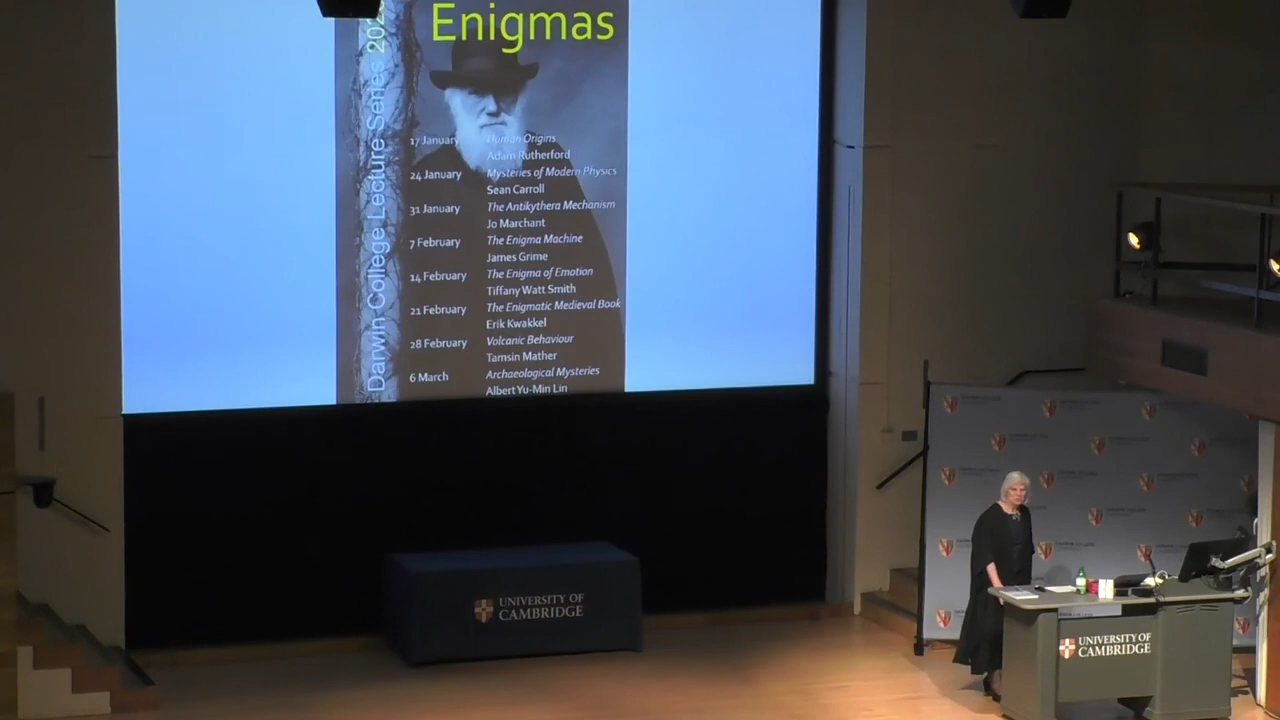 Enigmas
Darwin College Lecture Series
17 January Human Origins
Adam Rutherford
24 January Mysteries of Modern Physics
Sean Carroll
31 January The Antikythera Mechanism
Jo Marchant
7 February The Enigma Machine
James Grime
14 February The Enigma of Emotion
Tiffany Watt Smith
21 February The Enigmatic Medieval Book
Erik Kwakkel
28 February Volcanic Behaviour
Tamsin Mather
6 March Archaeological Mysteries
Albert Yu-Min Lin
UNIVERSITY OF
CAMBRIDGE
UNIVERSITY OF
CAMBRIDGE